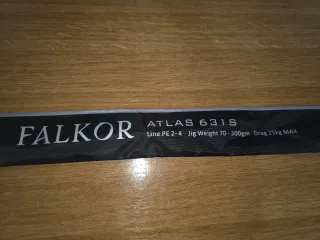 FALKOR
ATLAS 631S
Line PE 2-4 Jig Weight 70 - 300gm Drag 25kg MAX